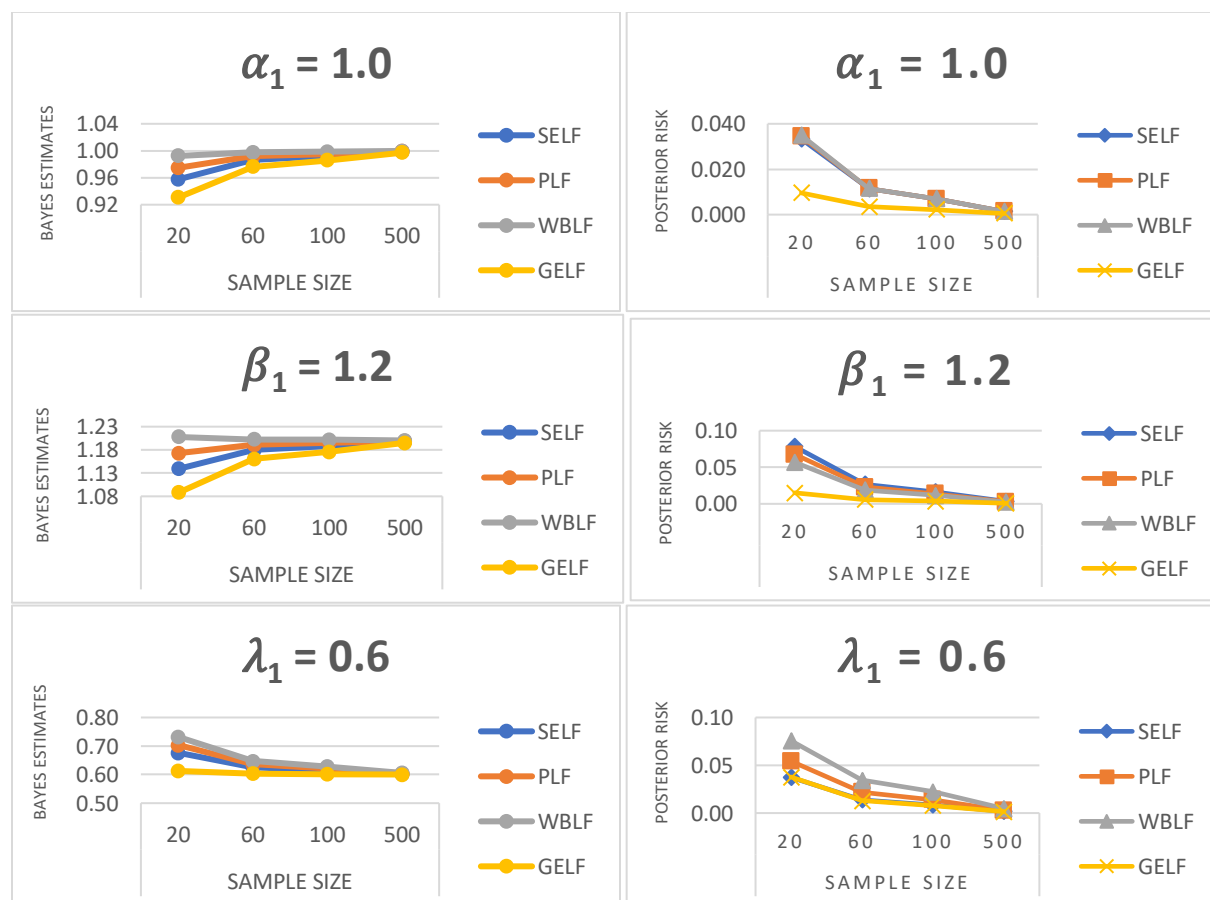 α₁ = 1.0
BAYES ESTIMATES
1.04
1.00
0.96
0.92
20 60 100 500
SAMPLE SIZE
SELF
PLF
WBLF
GELF
α₁ = 1.0
POSTERIOR RISK
0.040
0.020
0.000
20 60 100 500
SAMPLE SIZE
SELF
PLF
WBLF
GELF
β₁ = 1.2
BAYES ESTIMATES
1.23
1.18
1.13
1.08
20 60 100 500
SAMPLE SIZE
SELF
PLF
WBLF
GELF
β₁ = 1.2
POSTERIOR RISK
0.10
0.05
0.00
20 60 100 500
SAMPLE SIZE
SELF
PLF
WBLF
GELF
λ₁ = 0.6
BAYES ESTIMATES
0.80
0.70
0.60
0.50
20 60 100 500
SAMPLE SIZE
SELF
PLF
WBLF
GELF
λ₁ = 0.6
POSTERIOR RISK
0.10
0.05
0.00
20 60 100 500
SAMPLE SIZE
SELF
PLF
WBLF
GELF